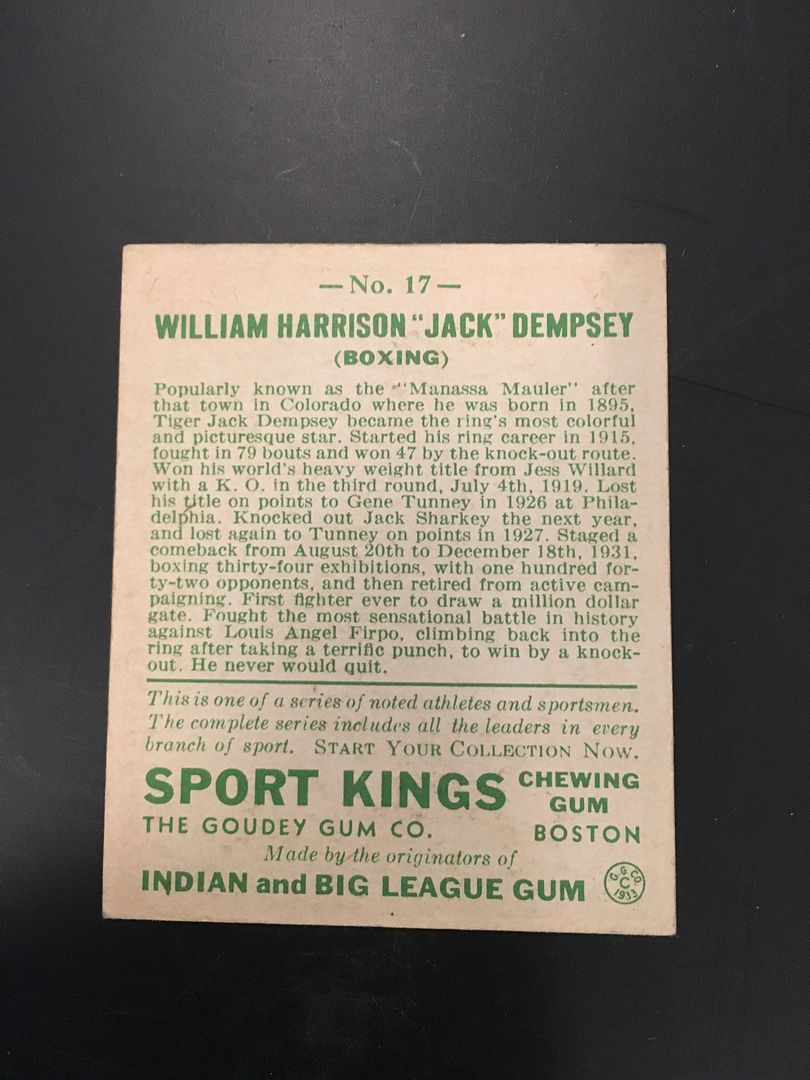 —No. 17—
WILLIAM HARRISON "JACK" DEMPSEY
(BOXING)
Popularly known as the "Manassa Mauler" after
that town in Colorado where he was born in 1895,
Tiger Jack Dempsey became the ring's most colorful
and picturesque star. Started his ring career in 1915,
fought in 79 bouts and won 47 by the knock-out route.
Won his world's heavy weight title from Jess Willard
with a K. O. in the third round, July 4th, 1919. Lost
his title on points to Gene Tunney in 1926 at Phila-
delphia. Knocked out Jack Sharkey the next year,
and lost again to Tunney on points in 1927. Staged a
comeback from August 20th to December 18th, 1931,
boxing thirty-four exhibitions, with one hundred for-
ty-two opponents, and then retired from active cam-
paigning. First fighter ever to draw a million dollar
gate. Fought the most sensational battle in history
against Louis Angel Firpo, climbing back into the
ring after taking a terrific punch, to win by a knock-
out. He never would quit.
This is one of a series of noted athletes and sportsmen.
The complete series includes all the leaders in every
branch of sport. START YOUR COLLECTION NOW.
SPORT KINGS CHEWING GUM
THE GOUDEY GUM CO. BOSTON
Made by the originators of
INDIAN and BIG LEAGUE GUM
G. G. CO.
C
1933